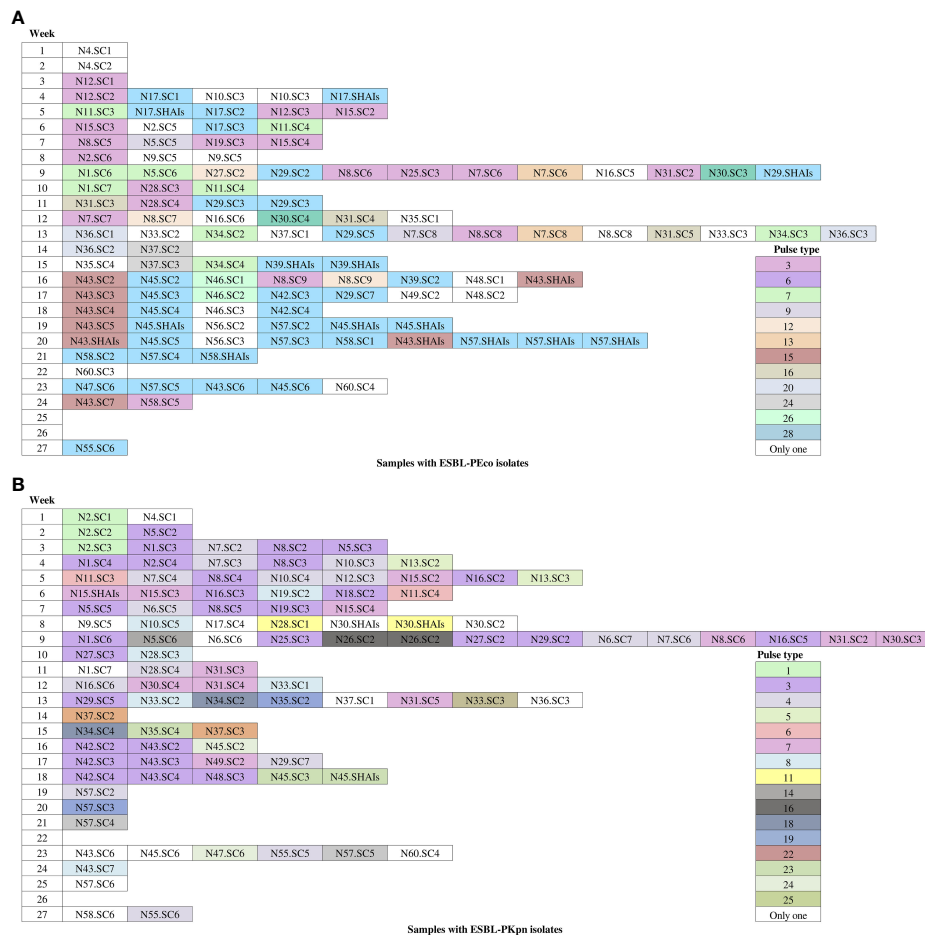 A
Week
1 N4.SC1
2 N4.SC2
3 N12.SC1
4 N12.SC2 N17.SC1 N10.SC3 N10.SC3 N17.SHAIs
5 N11.SC3 N17.SHAIs N17.SC2 N12.SC3 N15.SC2
6 N15.SC3 N2.SC5 N17.SC3 N11.SC4
7 N8.SC5 N5.SC5 N19.SC3 N15.SC4
8 N2.SC6 N9.SC5 N9.SC5
9 N1.SC6 N5.SC6 N27.SC2 N29.SC2 N8.SC6 N25.SC3 N7.SC6 N7.SC6 N16.SC5 N31.SC2 N30.SC3 N29.SHAIs
10 N1.SC7 N28.SC3 N11.SC4
11 N31.SC3 N28.SC4 N29.SC3 N29.SC3
12 N7.SC7 N8.SC7 N16.SC6 N30.SC4 N31.SC4 N35.SC1
13 N36.SC1 N33.SC2 N34.SC2 N37.SC1 N29.SC5 N7.SC8 N8.SC8 N7.SC8 N8.SC8 N31.SC5 N33.SC3 N34.SC3 N36.SC3
14 N36.SC2 N37.SC2 Pulse type
15 N35.SC4 N37.SC3 N34.SC4 N39.SHAIs N39.SHAIs 3
16 N43.SC2 N45.SC2 N46.SC1 N8.SC9 N8.SC9 N39.SC2 N48.SC1 N43.SHAIs 6
17 N43.SC3 N45.SC3 N46.SC2 N42.SC3 N29.SC7 N49.SC2 N48.SC2 7
18 N43.SC4 N45.SC4 N46.SC3 N42.SC4 9
19 N43.SC5 N45.SHAIs N56.SC2 N57.SC2 N45.SHAIs N45.SHAIs 12
20 N43.SHAIs N45.SC5 N56.SC3 N57.SC3 N58.SC1 N43.SHAIs N57.SHAIs N57.SHAIs N57.SHAIs 13
21 N58.SC2 N57.SC4 N58.SHAIs 15
22 N60.SC3 16
23 N47.SC6 N57.SC5 N43.SC6 N45.SC6 N60.SC4 20
24 N43.SC7 N58.SC5 24
25 26
26 28
27 N55.SC6 Only one
Samples with ESBL-PEco isolates
B
Week
1 N2.SC1 N4.SC1
2 N2.SC2 N5.SC2
3 N2.SC3 N1.SC3 N7.SC2 N8.SC2 N5.SC3
4 N1.SC4 N2.SC4 N7.SC3 N8.SC3 N10.SC3 N13.SC2
5 N11.SC3 N7.SC4 N8.SC4 N10.SC4 N12.SC3 N15.SC2 N16.SC2 N13.SC3
6 N15.SHAIs N15.SC3 N16.SC3 N19.SC2 N18.SC2 N11.SC4
7 N5.SC5 N6.SC5 N8.SC5 N19.SC3 N15.SC4
8 N9.SC5 N10.SC5 N17.SC4 N28.SC1 N30.SHAIs N30.SHAIs N30.SC2
9 N1.SC6 N5.SC6 N6.SC6 N25.SC3 N26.SC2 N26.SC2 N27.SC2 N29.SC2 N6.SC7 N7.SC6 N8.SC6 N16.SC5 N31.SC2 N30.SC3
10 N27.SC3 N28.SC3 Pulse type
11 N1.SC7 N28.SC4 N31.SC3 1
12 N16.SC6 N30.SC4 N31.SC4 N33.SC1 3
13 N29.SC5 N33.SC2 N34.SC2 N35.SC2 N37.SC1 N31.SC5 N33.SC3 N36.SC3 4
14 N37.SC2 5
15 N34.SC4 N35.SC4 N37.SC3 6
16 N42.SC2 N43.SC2 N45.SC2 7
17 N42.SC3 N43.SC3 N49.SC2 N29.SC7 8
18 N42.SC4 N43.SC4 N48.SC3 N45.SC3 N45.SHAIs 11
19 N57.SC2 14
20 N57.SC3 16
21 N57.SC4 18
22 19
23 N43.SC6 N45.SC6 N47.SC6 N55.SC5 N57.SC5 N60.SC4 22
24 N43.SC7 23
25 N57.SC6 24
26 25
27 N58.SC6 N55.SC6 Only one
Samples with ESBL-PKpn isolates